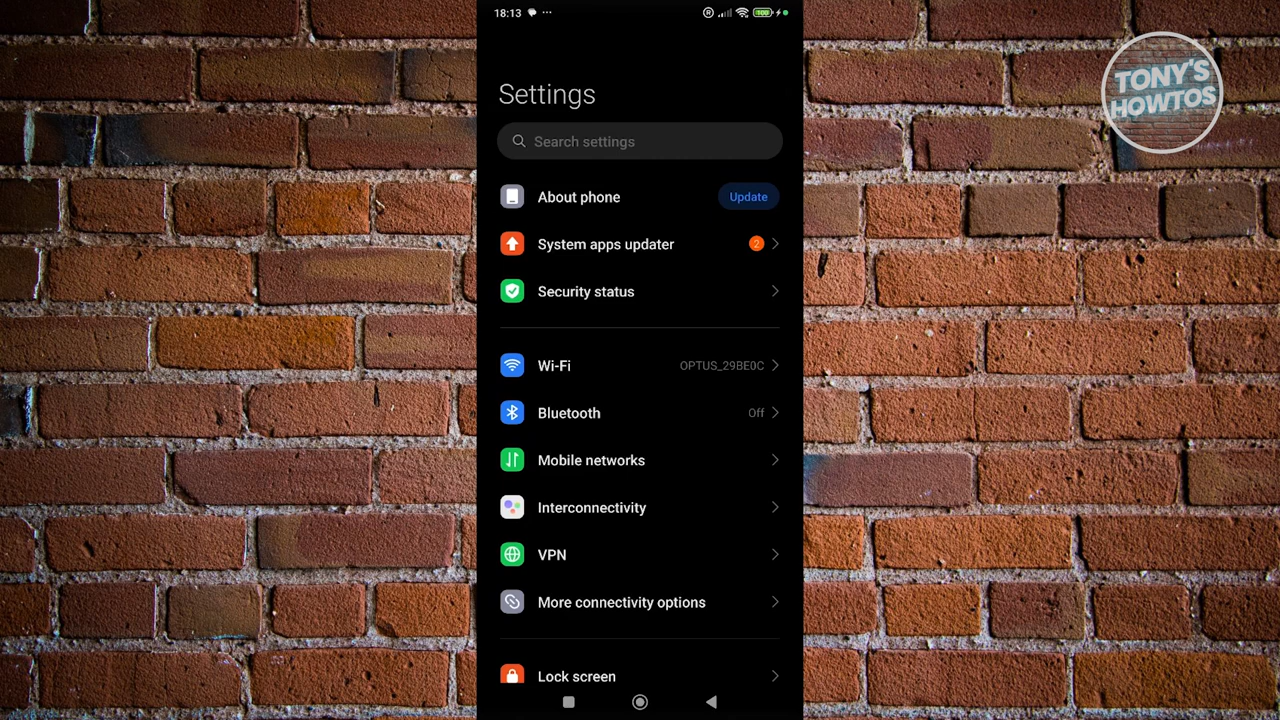 18:13
100
TONY'S
HOWTOS
Settings
Search settings
About phone
Update
System apps updater
2
Security status
Wi-Fi
OPTUS_29BE0C
Bluetooth
Off
Mobile networks
Interconnectivity
VPN
More connectivity options
Lock screen